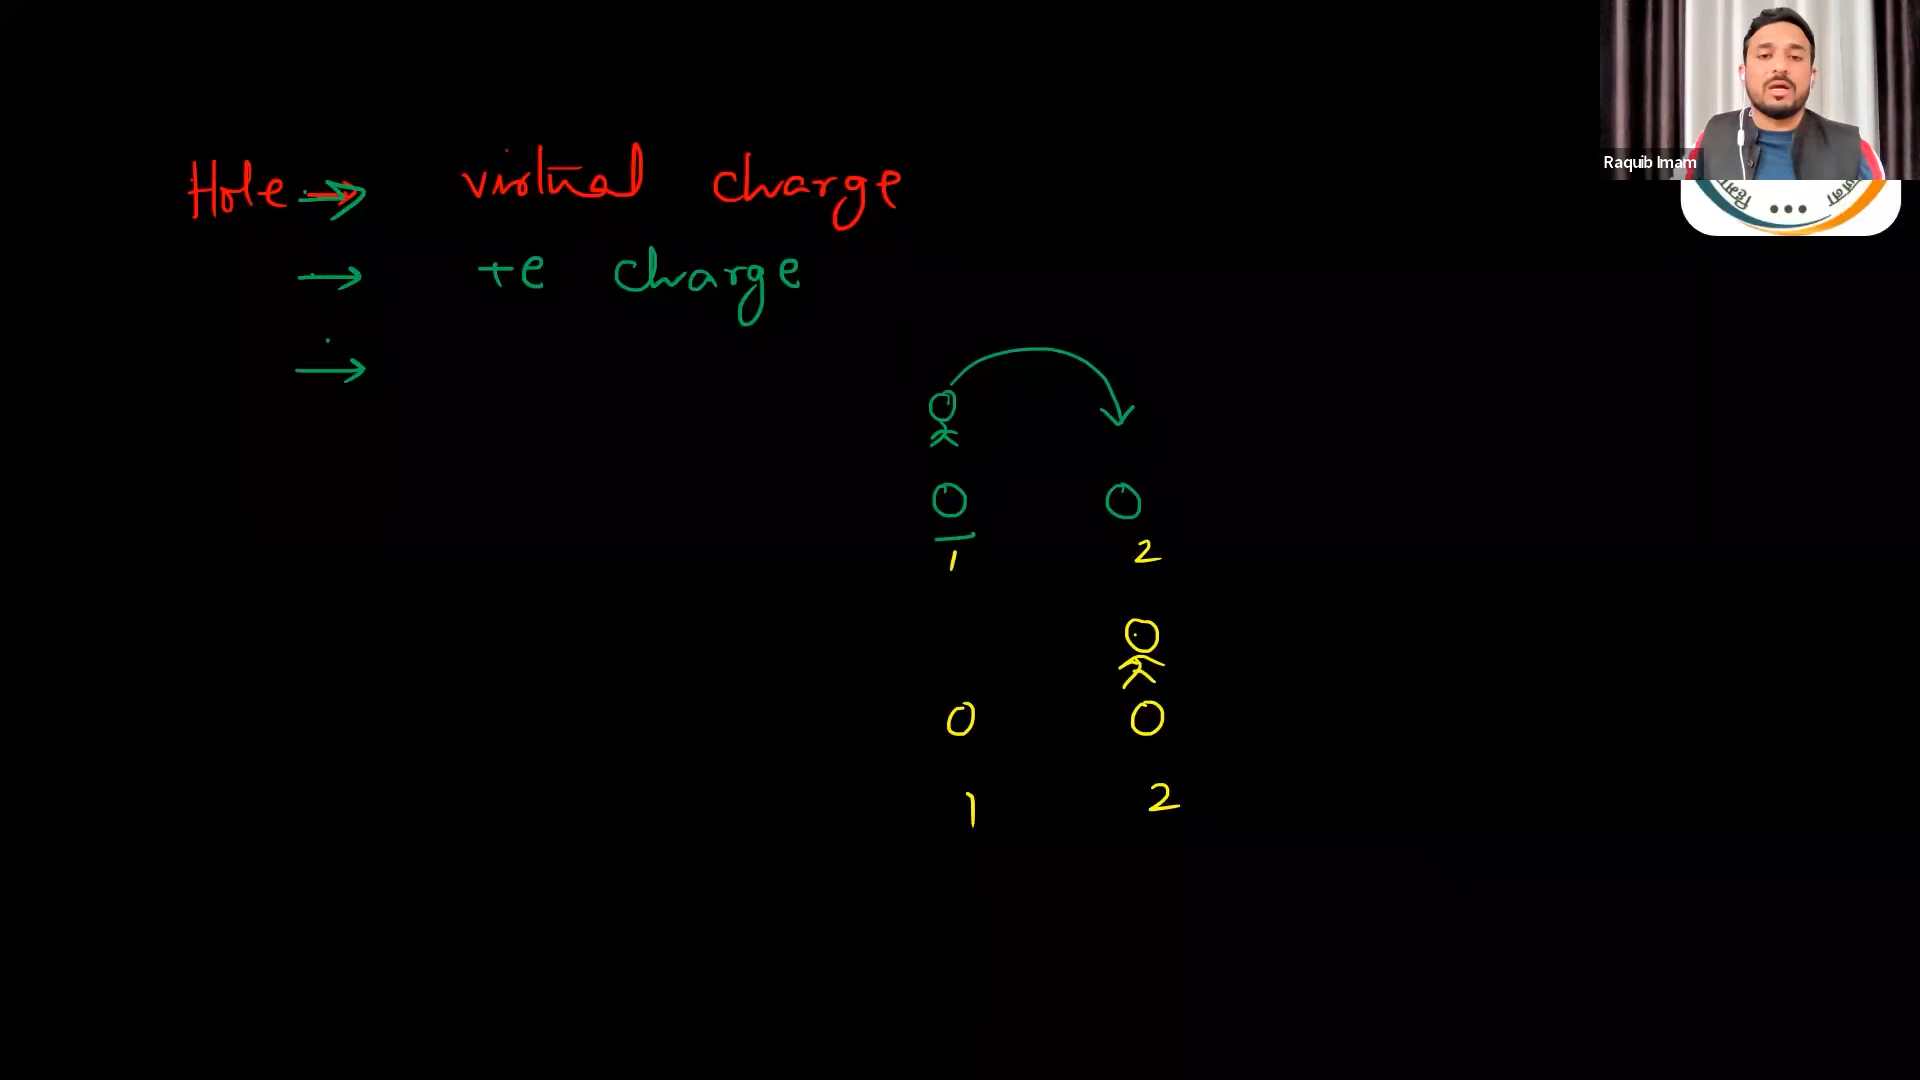 Raquib Imam
Hole → virtual charge
→ +e charge
→
1 2
1 2